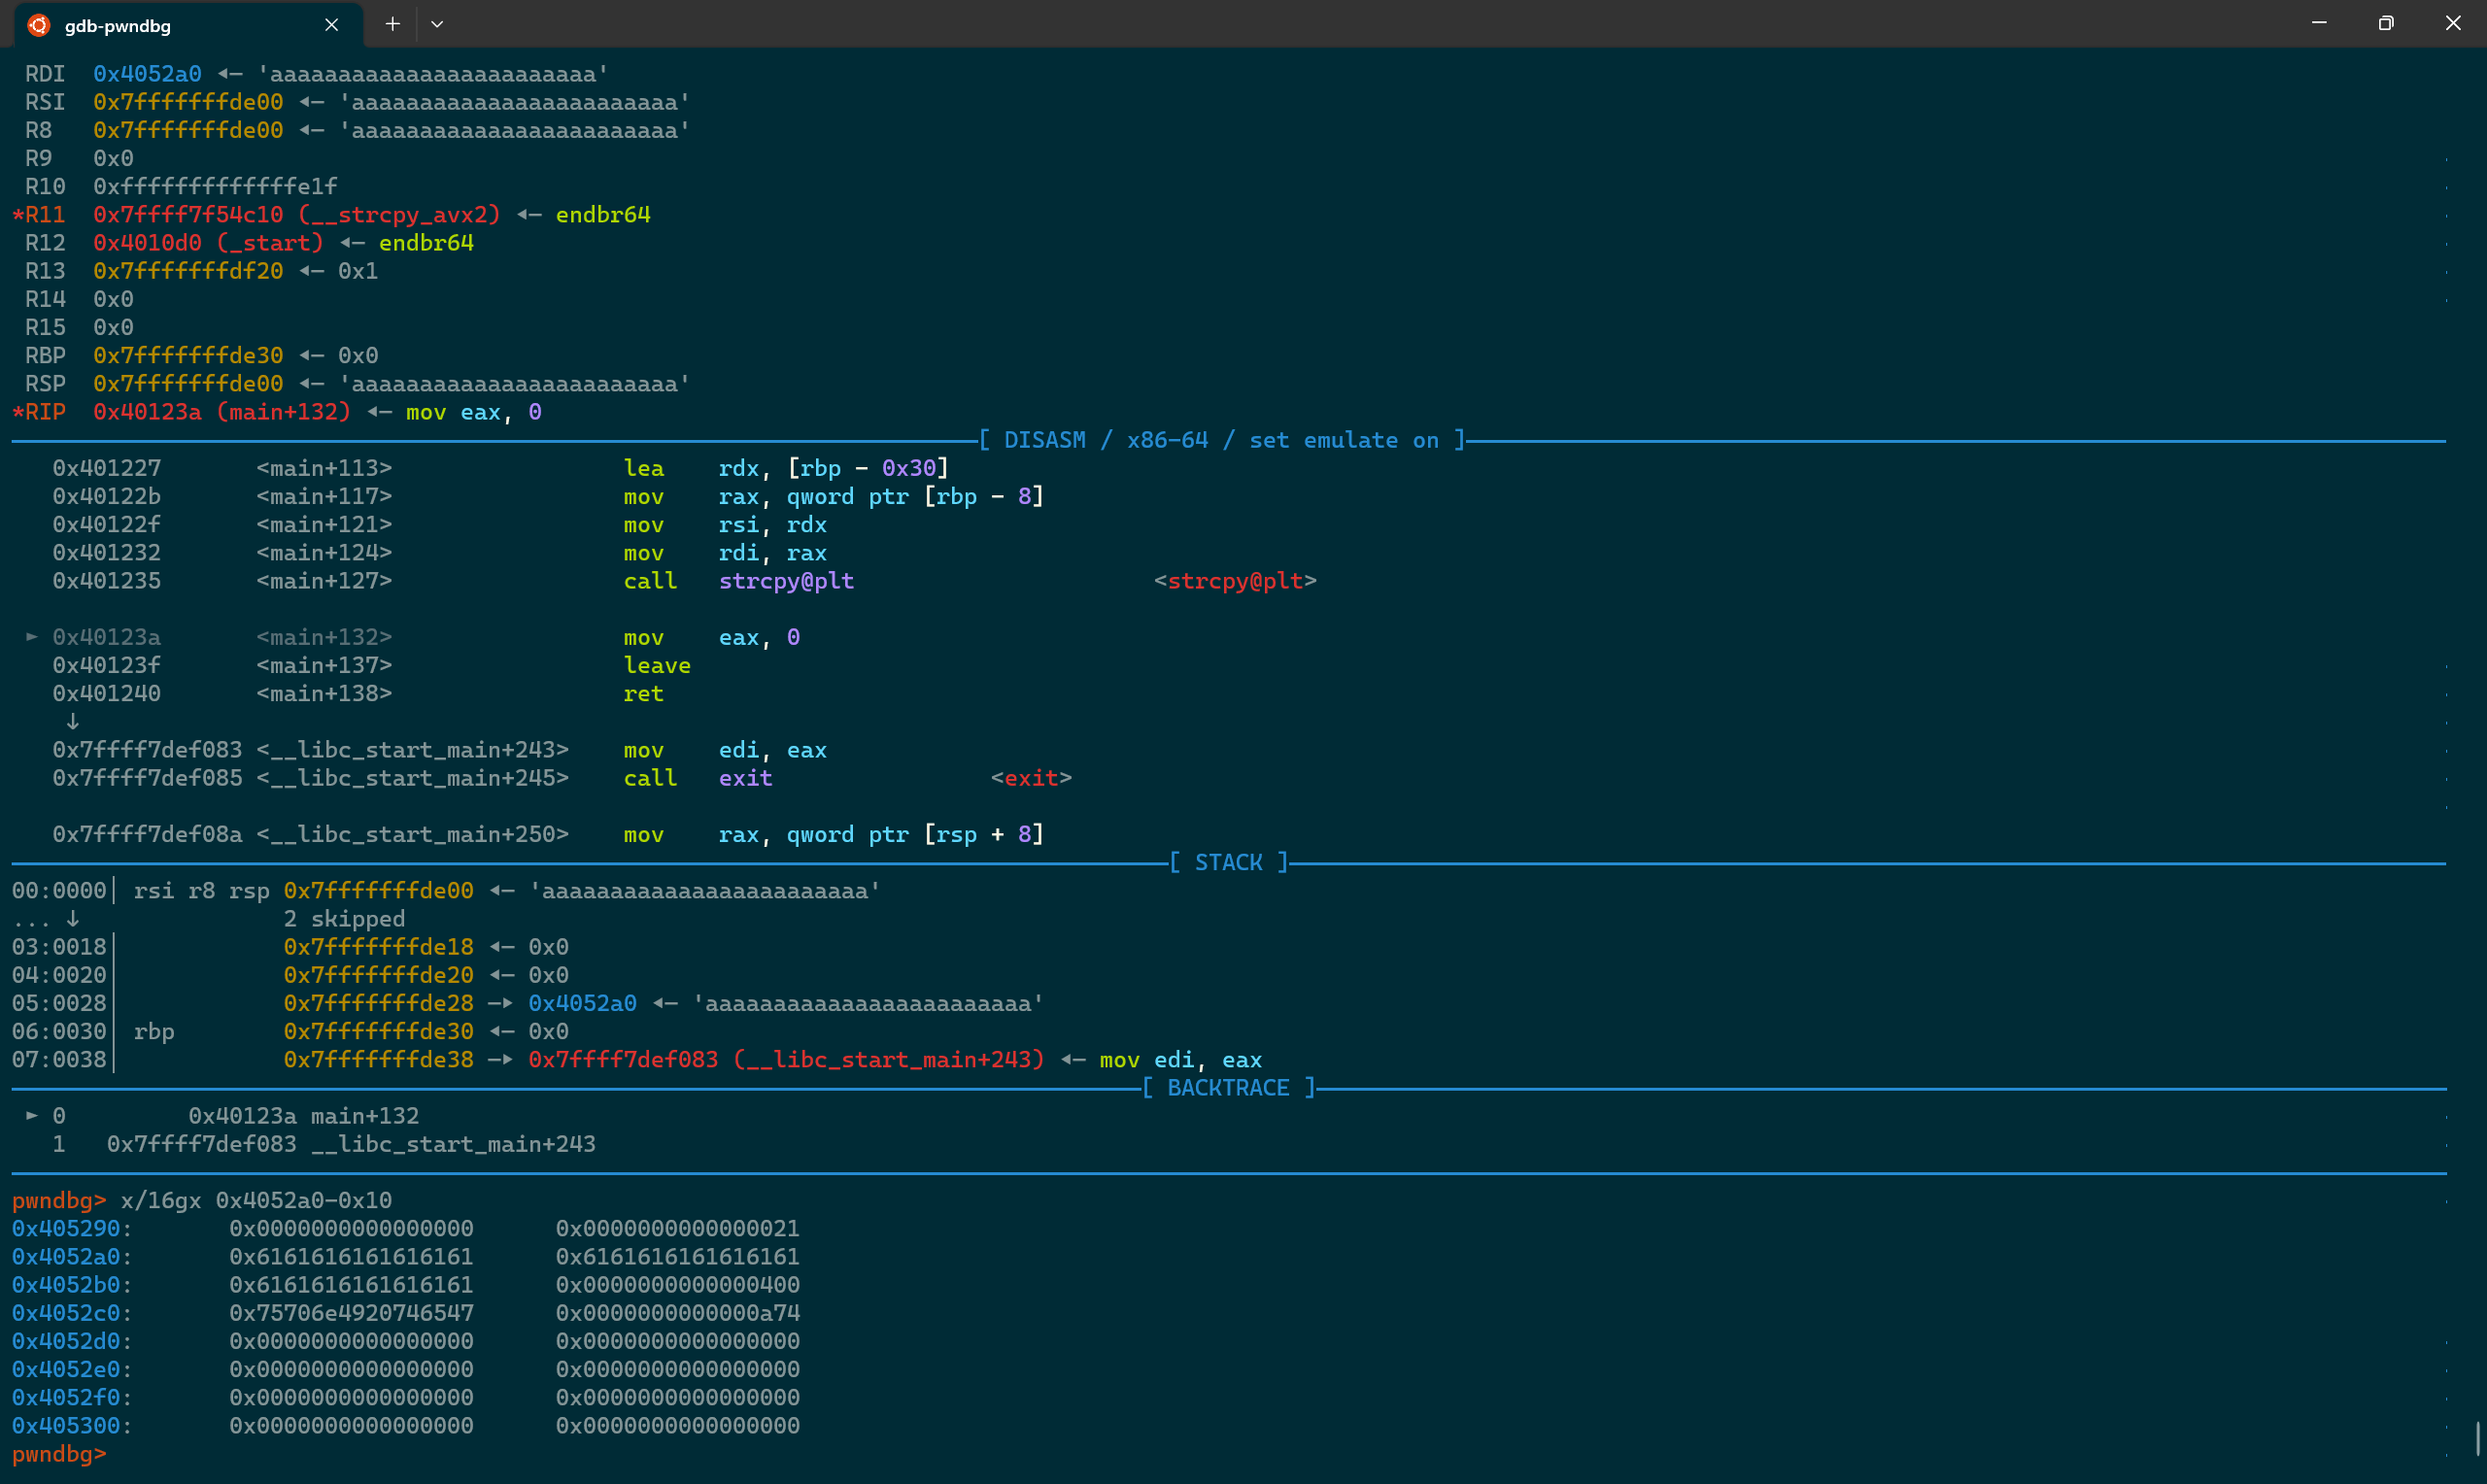 gdb-pwndbg
RDI 0x4052a0 ◂— 'aaaaaaaaaaaaaaaaaaaaaaaa'
RSI 0x7fffffffde00 ◂— 'aaaaaaaaaaaaaaaaaaaaaaaa'
R8 0x7fffffffde00 ◂— 'aaaaaaaaaaaaaaaaaaaaaaaa'
R9 0x0
R10 0xfffffffffffffe1f
*R11 0x7ffff7f54c10 (__strcpy_avx2) ◂— endbr64
R12 0x4010d0 (_start) ◂— endbr64
R13 0x7fffffffdf20 ◂— 0x1
R14 0x0
R15 0x0
RBP 0x7fffffffde30 ◂— 0x0
RSP 0x7fffffffde00 ◂— 'aaaaaaaaaaaaaaaaaaaaaaaa'
*RIP 0x40123a (main+132) ◂— mov eax, 0
[ DISASM / x86-64 / set emulate on ]
0x401227 <main+113> lea rdx, [rbp - 0x30]
0x40122b <main+117> mov rax, qword ptr [rbp - 8]
0x40122f <main+121> mov rsi, rdx
0x401232 <main+124> mov rdi, rax
0x401235 <main+127> call strcpy@plt <strcpy@plt>
► 0x40123a <main+132> mov eax, 0
0x40123f <main+137> leave
0x401240 <main+138> ret
↓
0x7ffff7def083 <__libc_start_main+243> mov edi, eax
0x7ffff7def085 <__libc_start_main+245> call exit <exit>
0x7ffff7def08a <__libc_start_main+250> mov rax, qword ptr [rsp + 8]
[ STACK ]
00:0000│ rsi r8 rsp 0x7fffffffde00 ◂— 'aaaaaaaaaaaaaaaaaaaaaaaa'
... ↓ 2 skipped
03:0018│ 0x7fffffffde18 ◂— 0x0
04:0020│ 0x7fffffffde20 ◂— 0x0
05:0028│ 0x7fffffffde28 —▸ 0x4052a0 ◂— 'aaaaaaaaaaaaaaaaaaaaaaaa'
06:0030│ rbp 0x7fffffffde30 ◂— 0x0
07:0038│ 0x7fffffffde38 —▸ 0x7ffff7def083 (__libc_start_main+243) ◂— mov edi, eax
[ BACKTRACE ]
► 0 0x40123a main+132
1 0x7ffff7def083 __libc_start_main+243
pwndbg> x/16gx 0x4052a0-0x10
0x405290: 0x0000000000000000 0x0000000000000021
0x4052a0: 0x6161616161616161 0x6161616161616161
0x4052b0: 0x6161616161616161 0x0000000000000400
0x4052c0: 0x75706e4920746547 0x0000000000000a74
0x4052d0: 0x0000000000000000 0x0000000000000000
0x4052e0: 0x0000000000000000 0x0000000000000000
0x4052f0: 0x0000000000000000 0x0000000000000000
0x405300: 0x0000000000000000 0x0000000000000000
pwndbg>